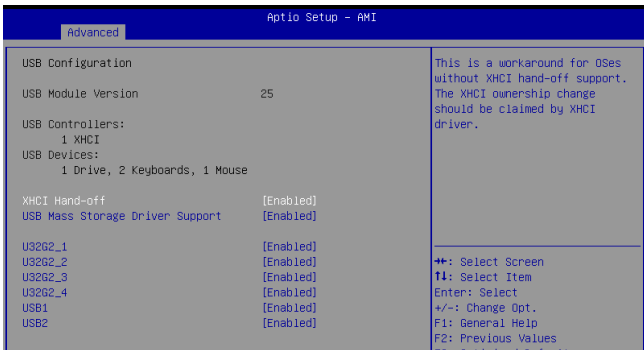 Aptio Setup - AMI
Advanced
USB Configuration
USB Module Version 25
USB Controllers:
1 XHCI
USB Devices:
1 Drive, 2 Keyboards, 1 Mouse
XHCI Hand-off [Enabled]
USB Mass Storage Driver Support [Enabled]
U32G2_1 [Enabled]
U32G2_2 [Enabled]
U32G2_3 [Enabled]
U32G2_4 [Enabled]
USB1 [Enabled]
USB2 [Enabled]
This is a workaround for OSes
without XHCI hand-off support.
The XHCI ownership change
should be claimed by XHCI
driver.
→←: Select Screen
↑↓: Select Item
Enter: Select
+/-: Change Opt.
F1: General Help
F2: Previous Values